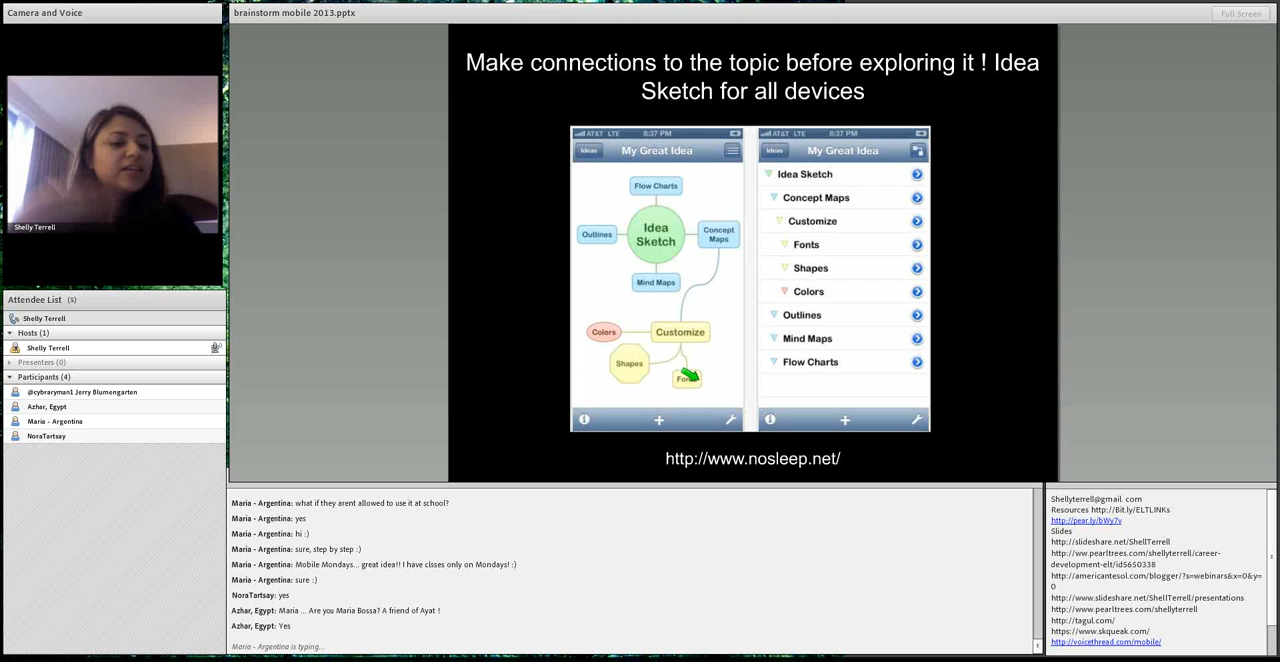 Camera and Voice
Shelly Terrell
Attendee List (5)
Shelly Terrell
Hosts (1)
Shelly Terrell
Presenters (0)
Participants (4)
@cybraryman1 Jerry Blumengarten
Azhar, Egypt
Maria - Argentina
NoraTartsay
brainstorm mobile 2013.pptx
Full Screen
Make connections to the topic before exploring it ! Idea
Sketch for all devices
AT&T LTE 8:37 PM
Ideas My Great Idea
Flow Charts
Idea
Sketch
Outlines
Concept
Maps
Mind Maps
Colors
Customize
Shapes
AT&T LTE 8:37 PM
Ideas My Great Idea
Idea Sketch
Concept Maps
Customize
Fonts
Shapes
Colors
Outlines
Mind Maps
Flow Charts
http://www.nosleep.net/
Maria - Argentina: what if they arent allowed to use it at school?
Maria - Argentina: yes
Maria - Argentina: hi :)
Maria - Argentina: sure, step by step :)
Maria - Argentina: Mobile Mondays... great idea!! I have clsses only on Mondays! :)
Maria - Argentina: sure :)
NoraTartsay: yes
Azhar, Egypt: Maria ... Are you Maria Bossa? A friend of Ayat !
Azhar, Egypt: Yes
Maria - Argentina is typing...
Shellyterrell@gmail. com
Resources http://Bit.ly/ELTLINKs
http://pear.ly/bWy7v
Slides
http://slideshare.net/ShellTerrell
http://ww.pearltrees.com/shellyterrell/career-
development-elt/id5650338
http://americantesol.com/blogger/?s=webinars&x=0&y=
0
http://www.slideshare.net/ShellTerrell/presentations
http://www.pearltrees.com/shellyterrell
http://tagul.com/
https://www.skqueak.com/
http://voicethread.com/mobile/